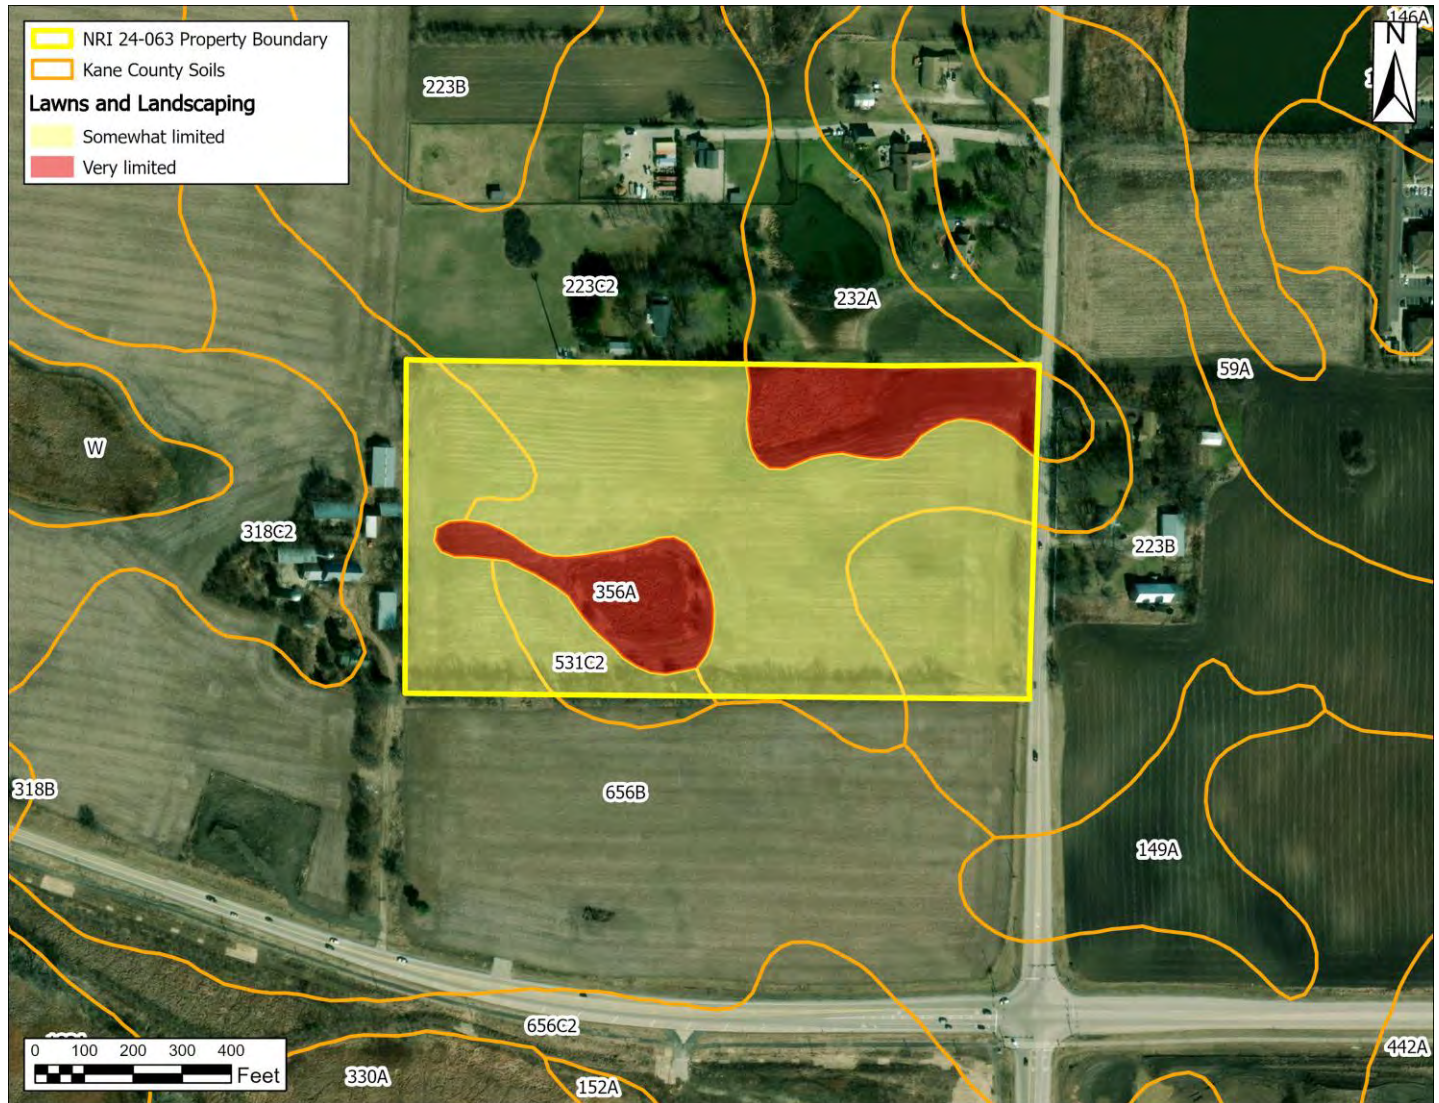 NRI 24-063 Property Boundary
Kane County Soils
Lawns and Landscaping
Somewhat limited
Very limited
146A
N
223B
223C2
232A
59A
W
318C2
223B
356A
531C2
318B
656B
149A
656C2
442A
330A
152A
0 100 200 300 400
Feet